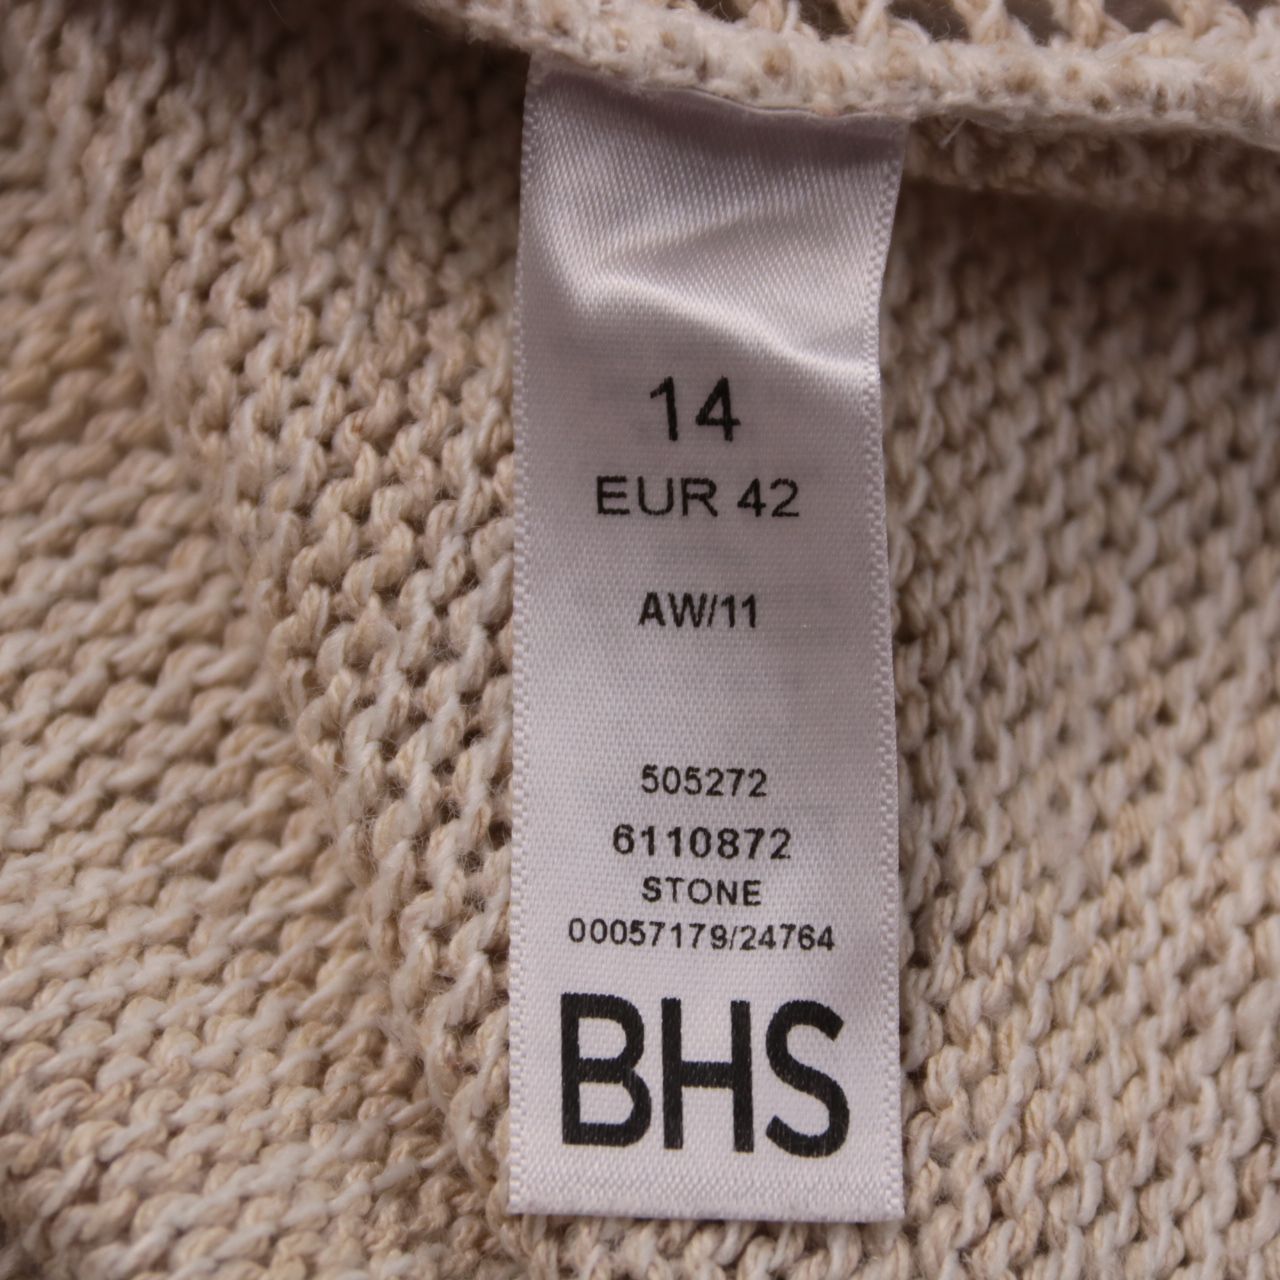 14
EUR 42
AW/11
505272
6110872
STONE
00057179/24764
BHS